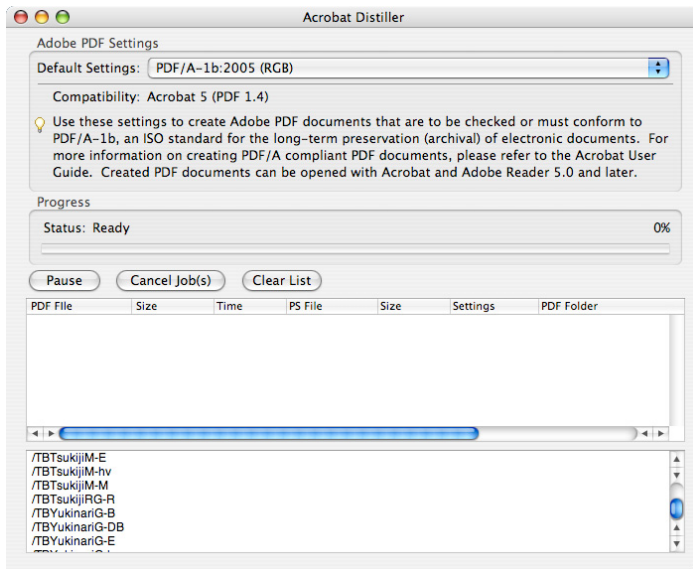 Acrobat Distiller
Adobe PDF Settings
Default Settings: PDF/A-1b:2005 (RGB)
Compatibility: Acrobat 5 (PDF 1.4)
Use these settings to create Adobe PDF documents that are to be checked or must conform to
PDF/A-1b, an ISO standard for the long-term preservation (archival) of electronic documents. For
more information on creating PDF/A compliant PDF documents, please refer to the Acrobat User
Guide. Created PDF documents can be opened with Acrobat and Adobe Reader 5.0 and later.
Progress
Status: Ready 0%
Pause Cancel Job(s) Clear List
PDF FIle Size Time PS File Size Settings PDF Folder
/TBTsukijiM-E
/TBTsukijiM-hv
/TBTsukijiM-M
/TBTsukijiRG-R
/TBYukinariG-B
/TBYukinariG-DB
/TBYukinariG-E